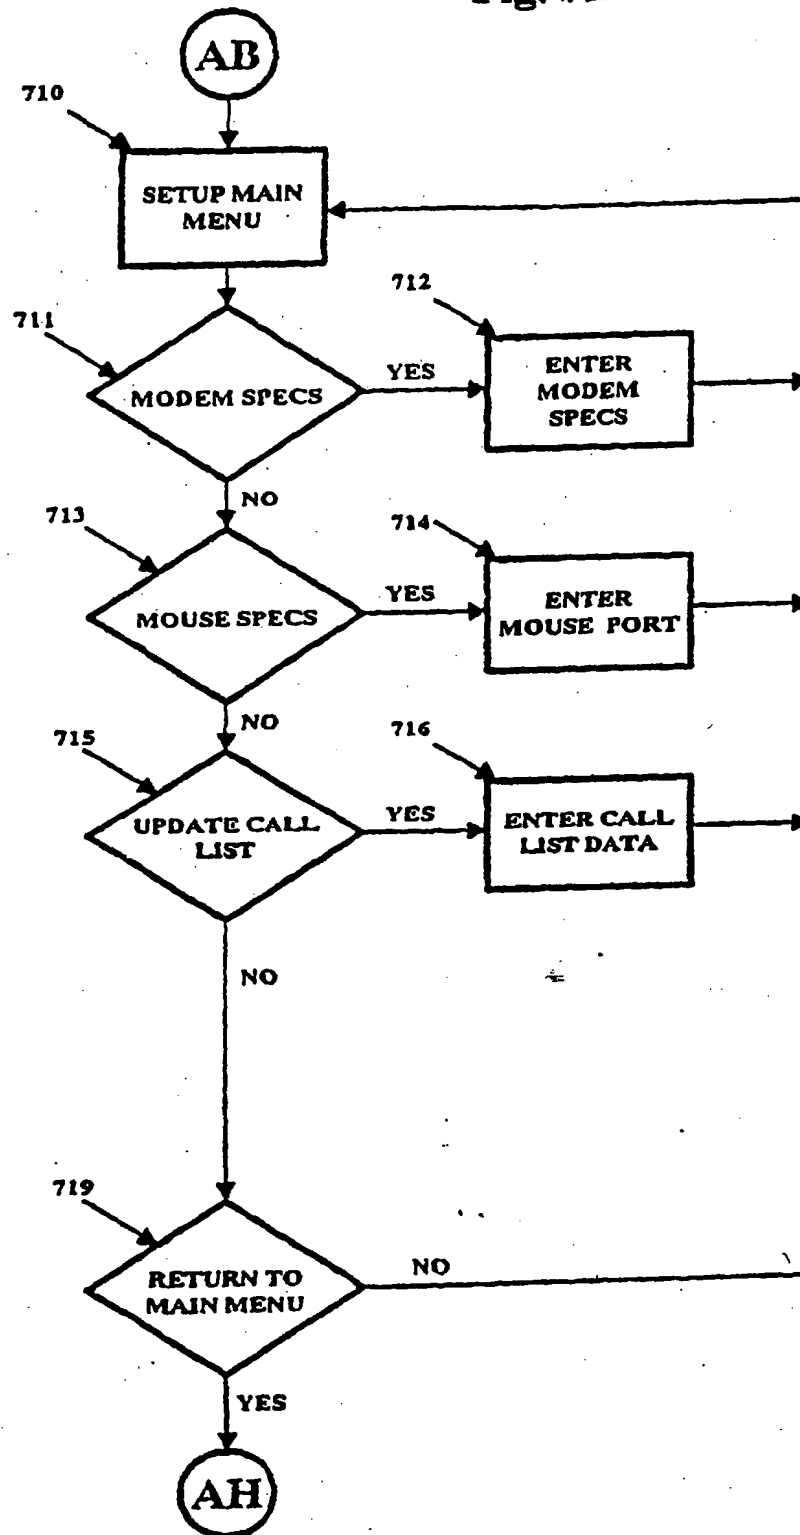 AB
710
SETUP MAIN
MENU
712
711
MODEM SPECS
YES
ENTER
MODEM
SPECS
NO
713
714
MOUSE SPECS
YES
ENTER
MOUSE PORT
NO
715
716
UPDATE CALL
LIST
YES
ENTER CALL
LIST DATA
NO
719
RETURN TO
MAIN MENU
NO
YES
AH